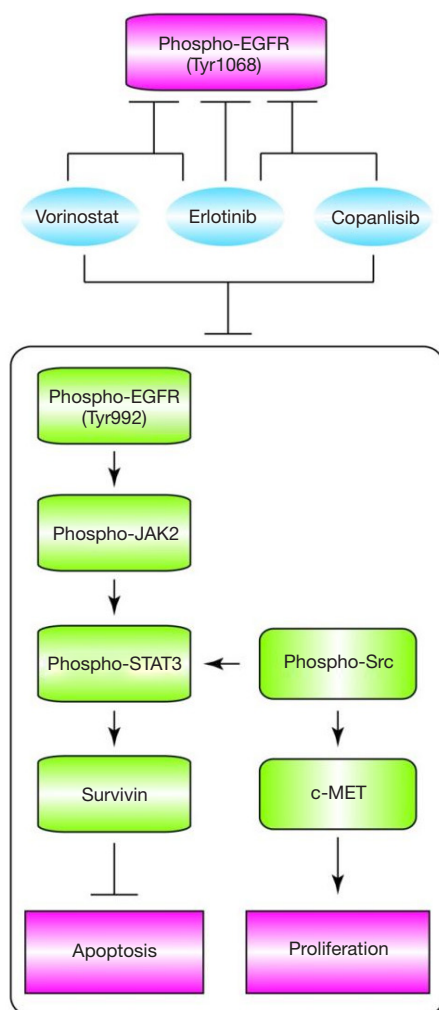 Phospho-EGFR
(Tyr1068)
Vorinostat
Erlotinib
Copanlisib
Phospho-EGFR
(Tyr992)
Phospho-JAK2
Phospho-STAT3
Phospho-Src
Survivin
c-MET
Apoptosis
Proliferation